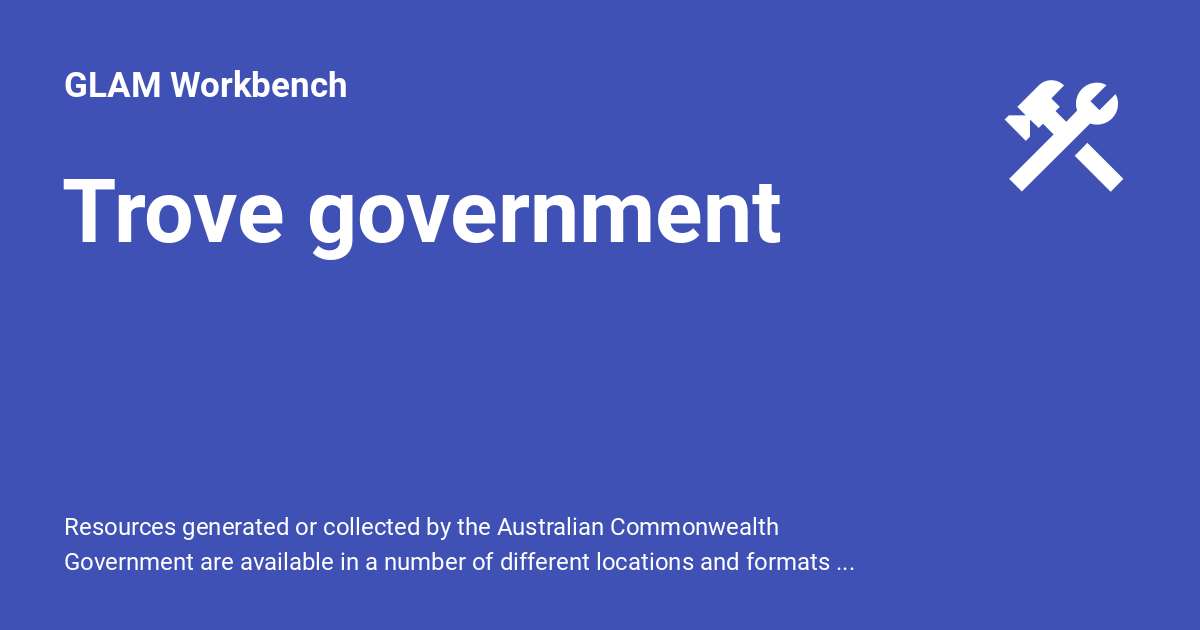 GLAM Workbench
Trove government
Resources generated or collected by the Australian Commonwealth
Government are available in a number of different locations and formats ...